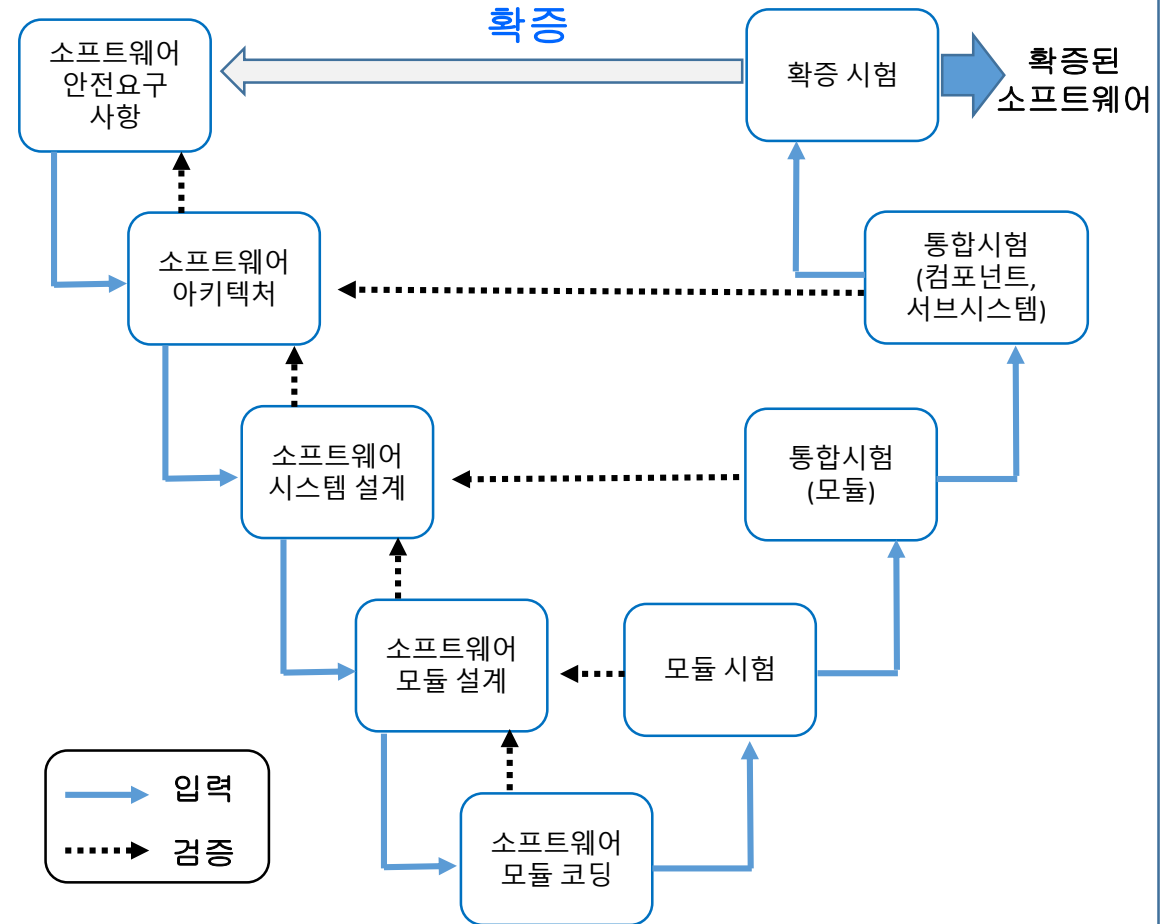 확증
소프트웨어
안전요구
사항
확증 시험
확증된
소프트웨어
소프트웨어
아키텍처
통합시험
(컴포넌트,
서브시스템)
소프트웨어
시스템 설계
통합시험
(모듈)
소프트웨어
모듈 설계
모듈 시험
소프트웨어
모듈 코딩
입력
검증